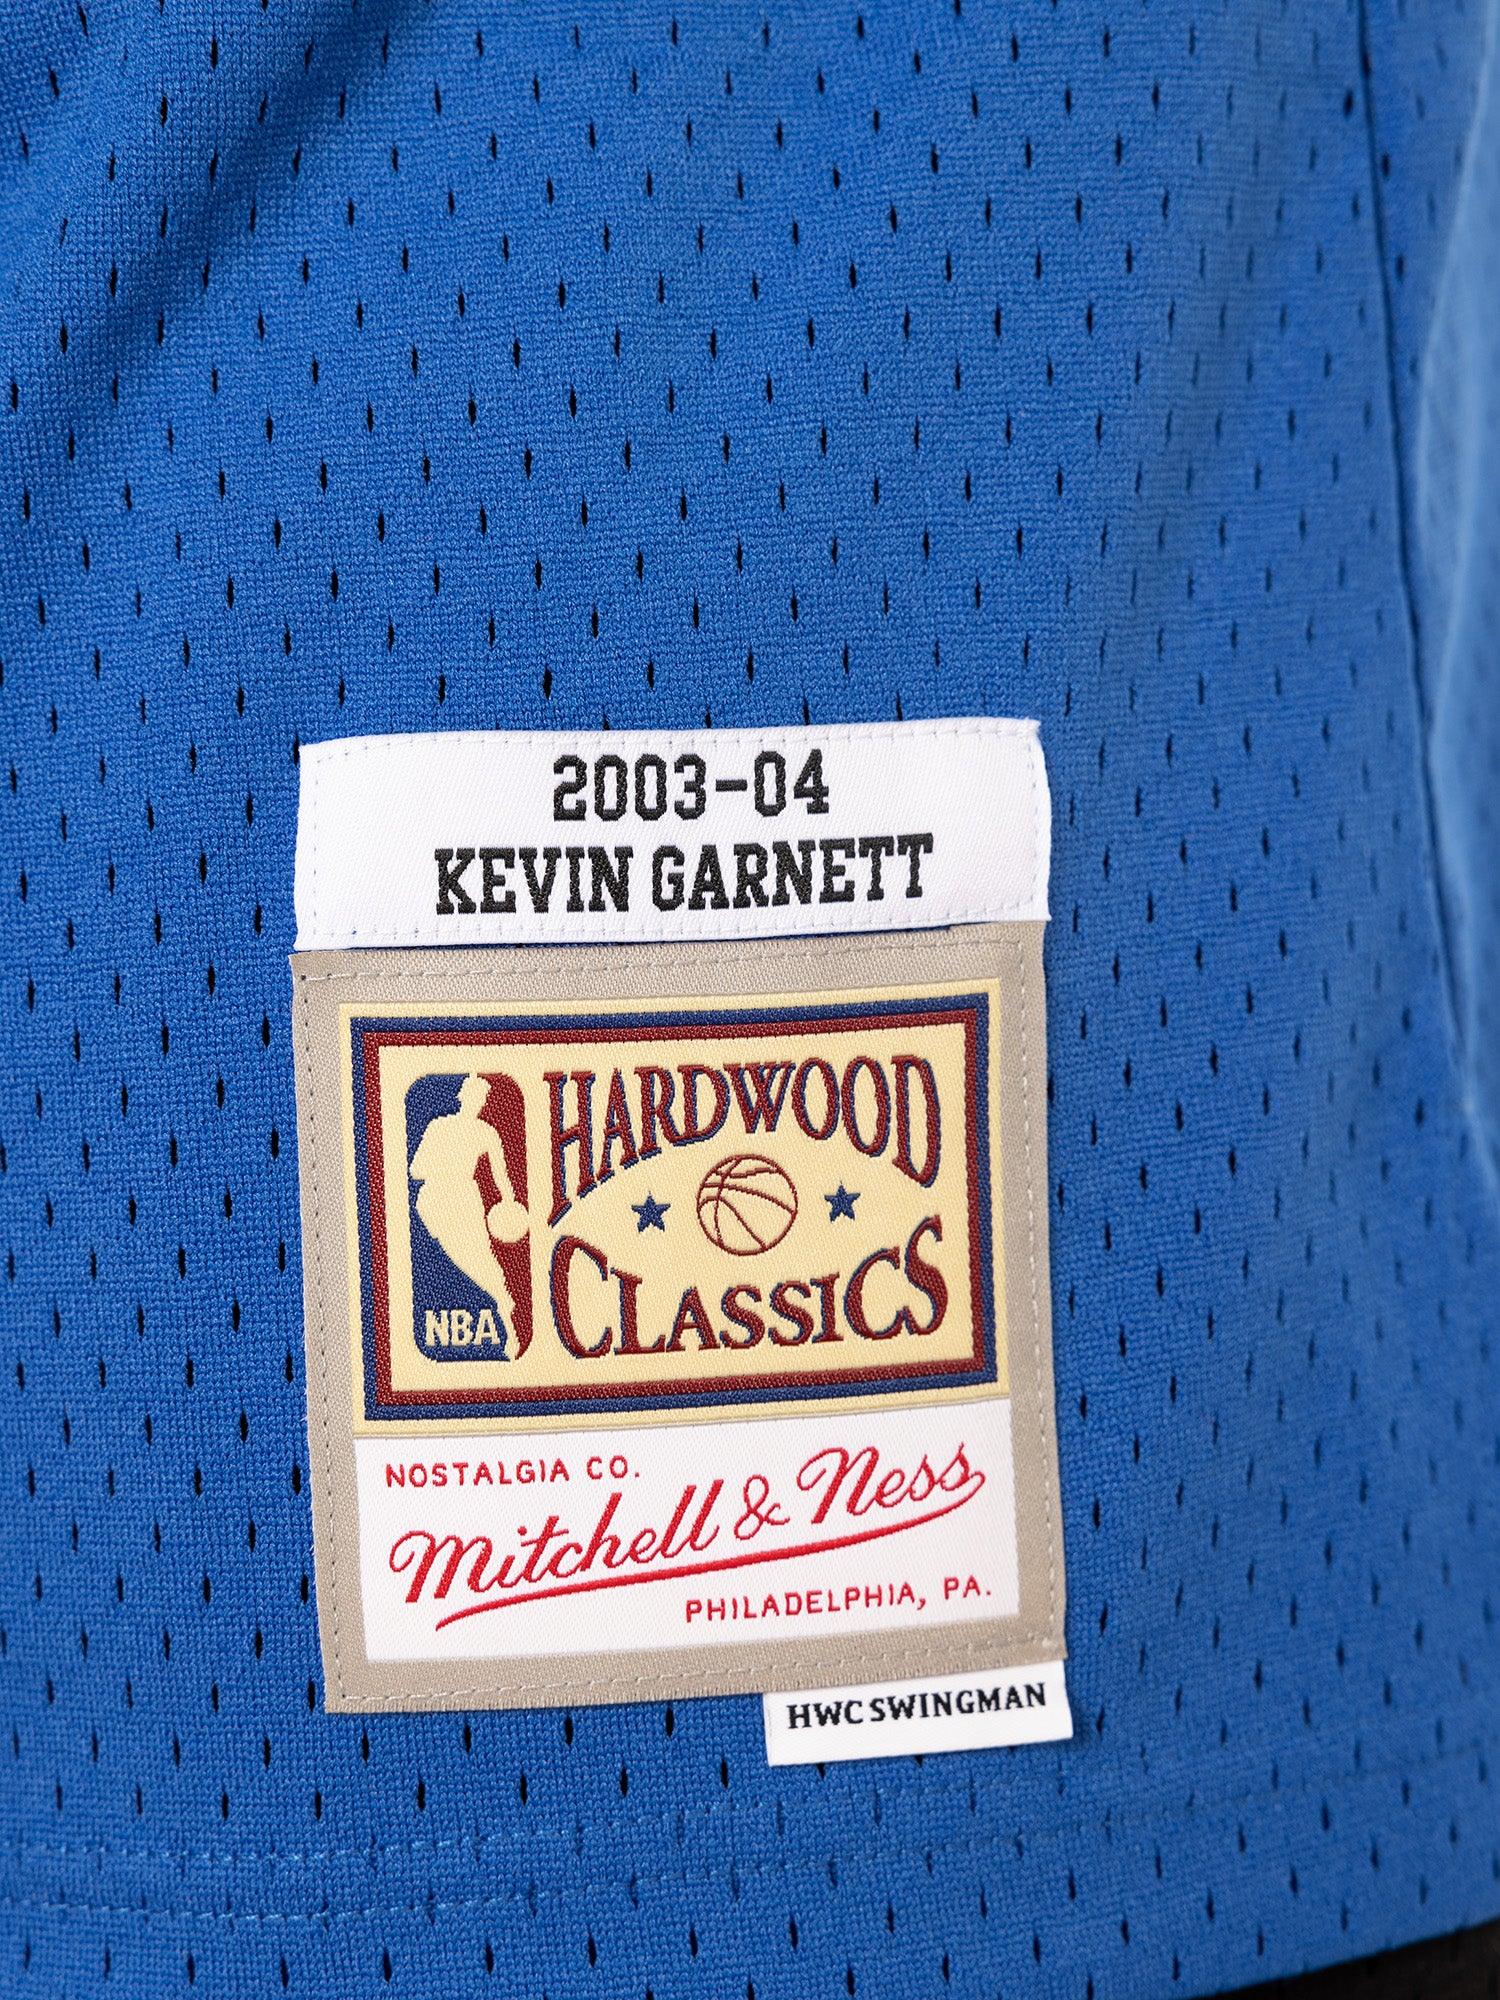 2003-04
KEVIN GARNETT
HARDWOOD
CLASSICS
NBA
NOSTALGIA CO.
Mitchell & Ness
PHILADELPHIA, PA.
HWC SWINGMAN